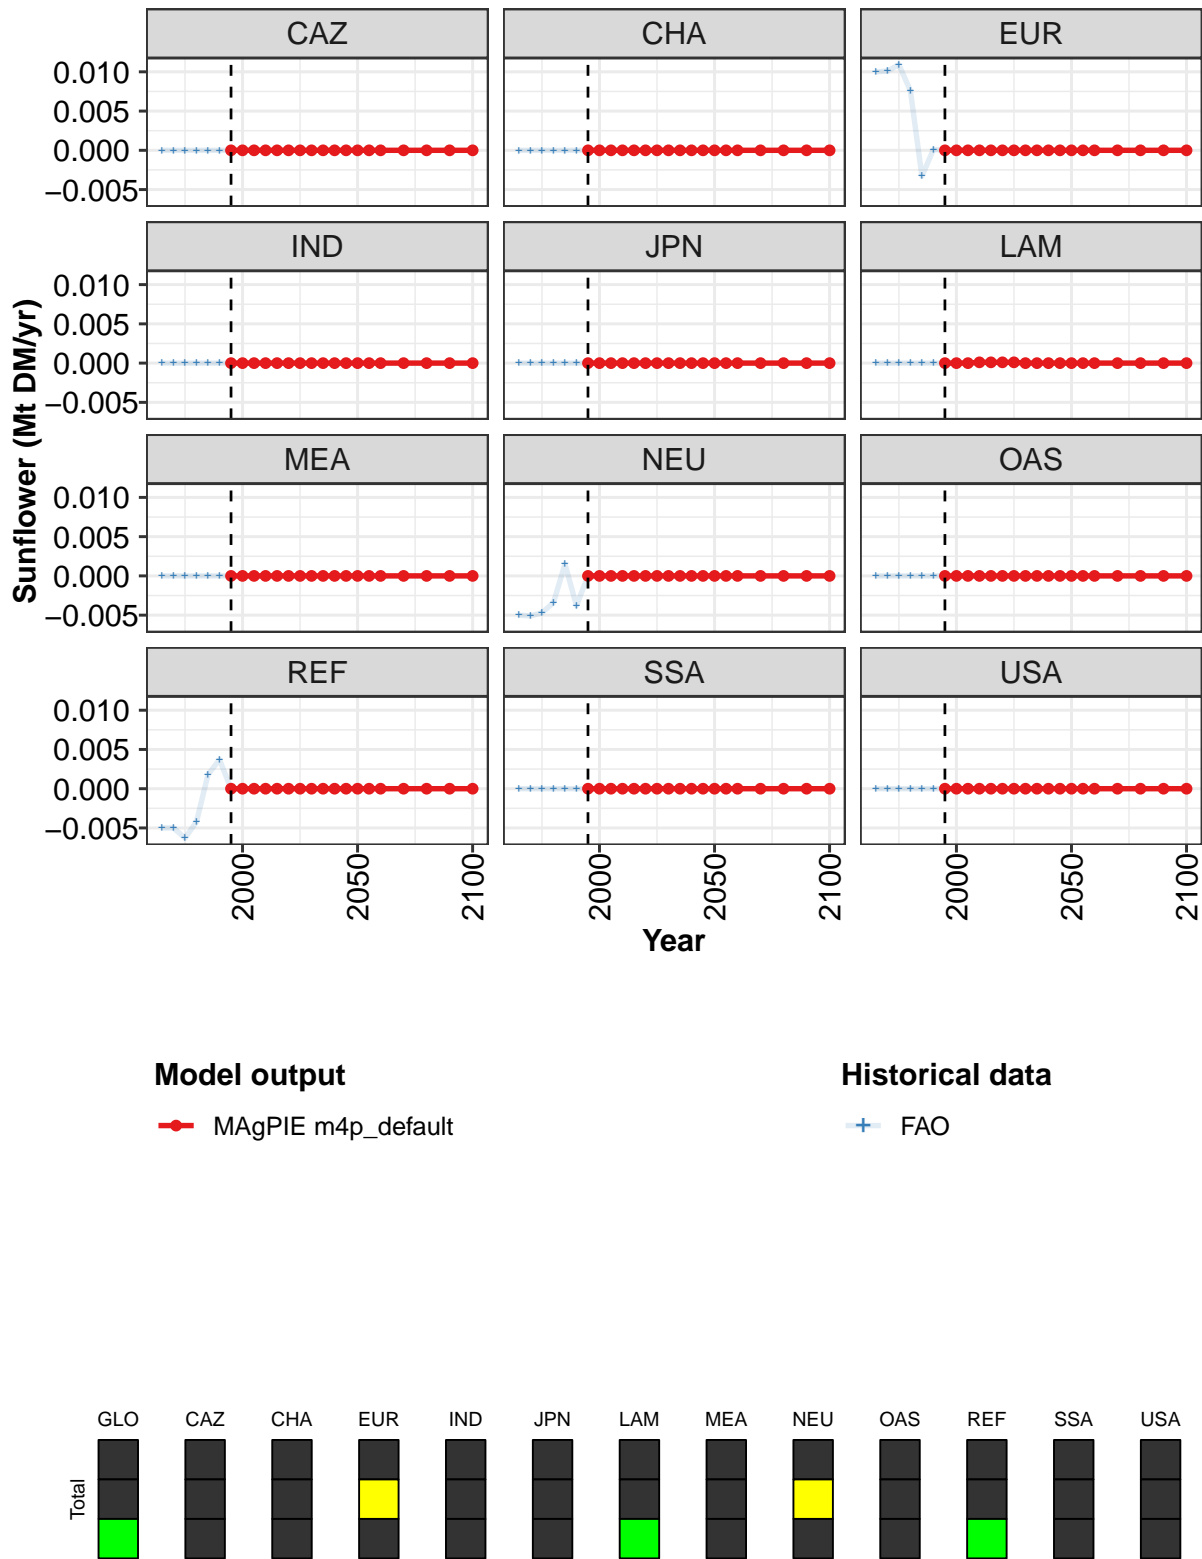 CAZ CHA EUR
0.010
0.005
0.000
−0.005
IND JPN LAM
0.010
0.005
0.000
−0.005
MEA NEU OAS
0.010
0.005
0.000
−0.005
REF SSA USA
0.010
0.005
0.000
−0.005
Sunflower (Mt DM/yr)
2000 2050 2100 2000 2050 2100 2000 2050 2100
Year
Model output Historical data
MAgPIE m4p_default FAO
GLO CAZ CHA EUR IND JPN LAM MEA NEU OAS REF SSA USA
Total